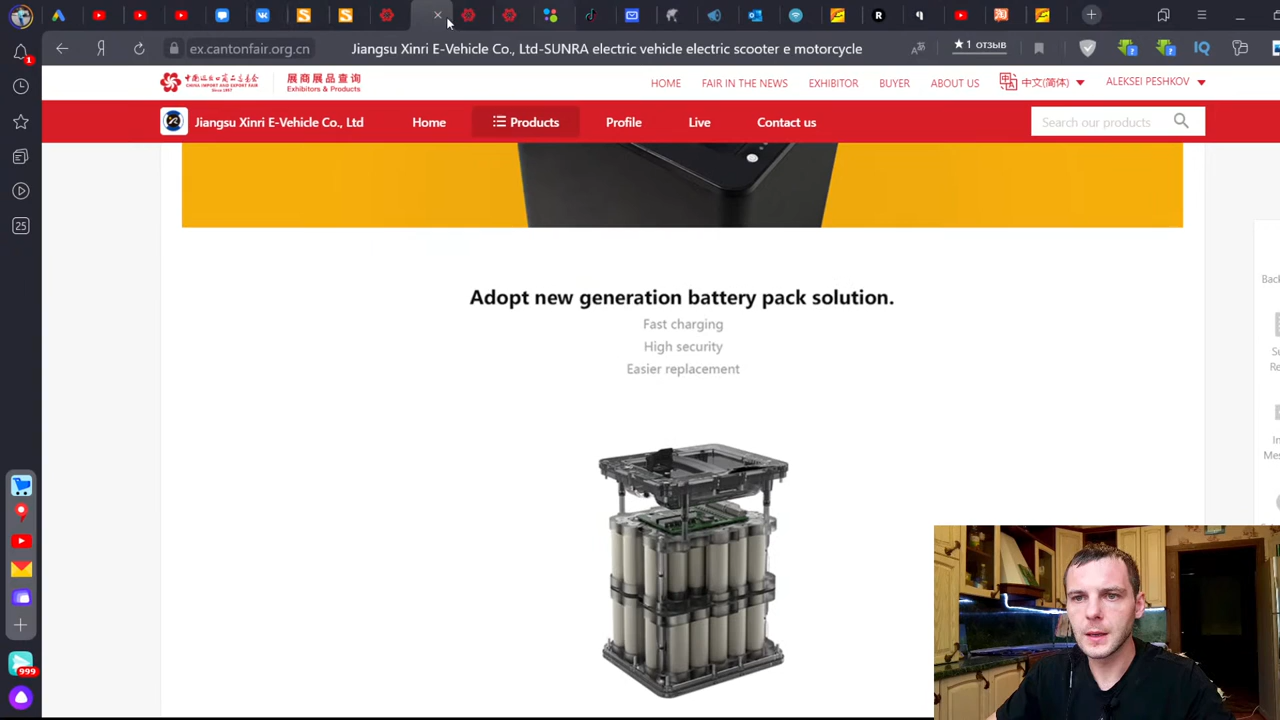 ex.cantonfair.org.cn
Jiangsu Xinri E-Vehicle Co., Ltd-SUNRA electric vehicle electric scooter e motorcycle
★ 1 отзыв
展商展品查询
Exhibitors & Products
HOME
FAIR IN THE NEWS
EXHIBITOR
BUYER
ABOUT US
中文(简体)
ALEKSEI PESHKOV
Jiangsu Xinri E-Vehicle Co., Ltd
Home
Products
Profile
Live
Contact us
Search our products
Adopt new generation battery pack solution.
Fast charging
High security
Easier replacement
1
25
999
Я
IQ